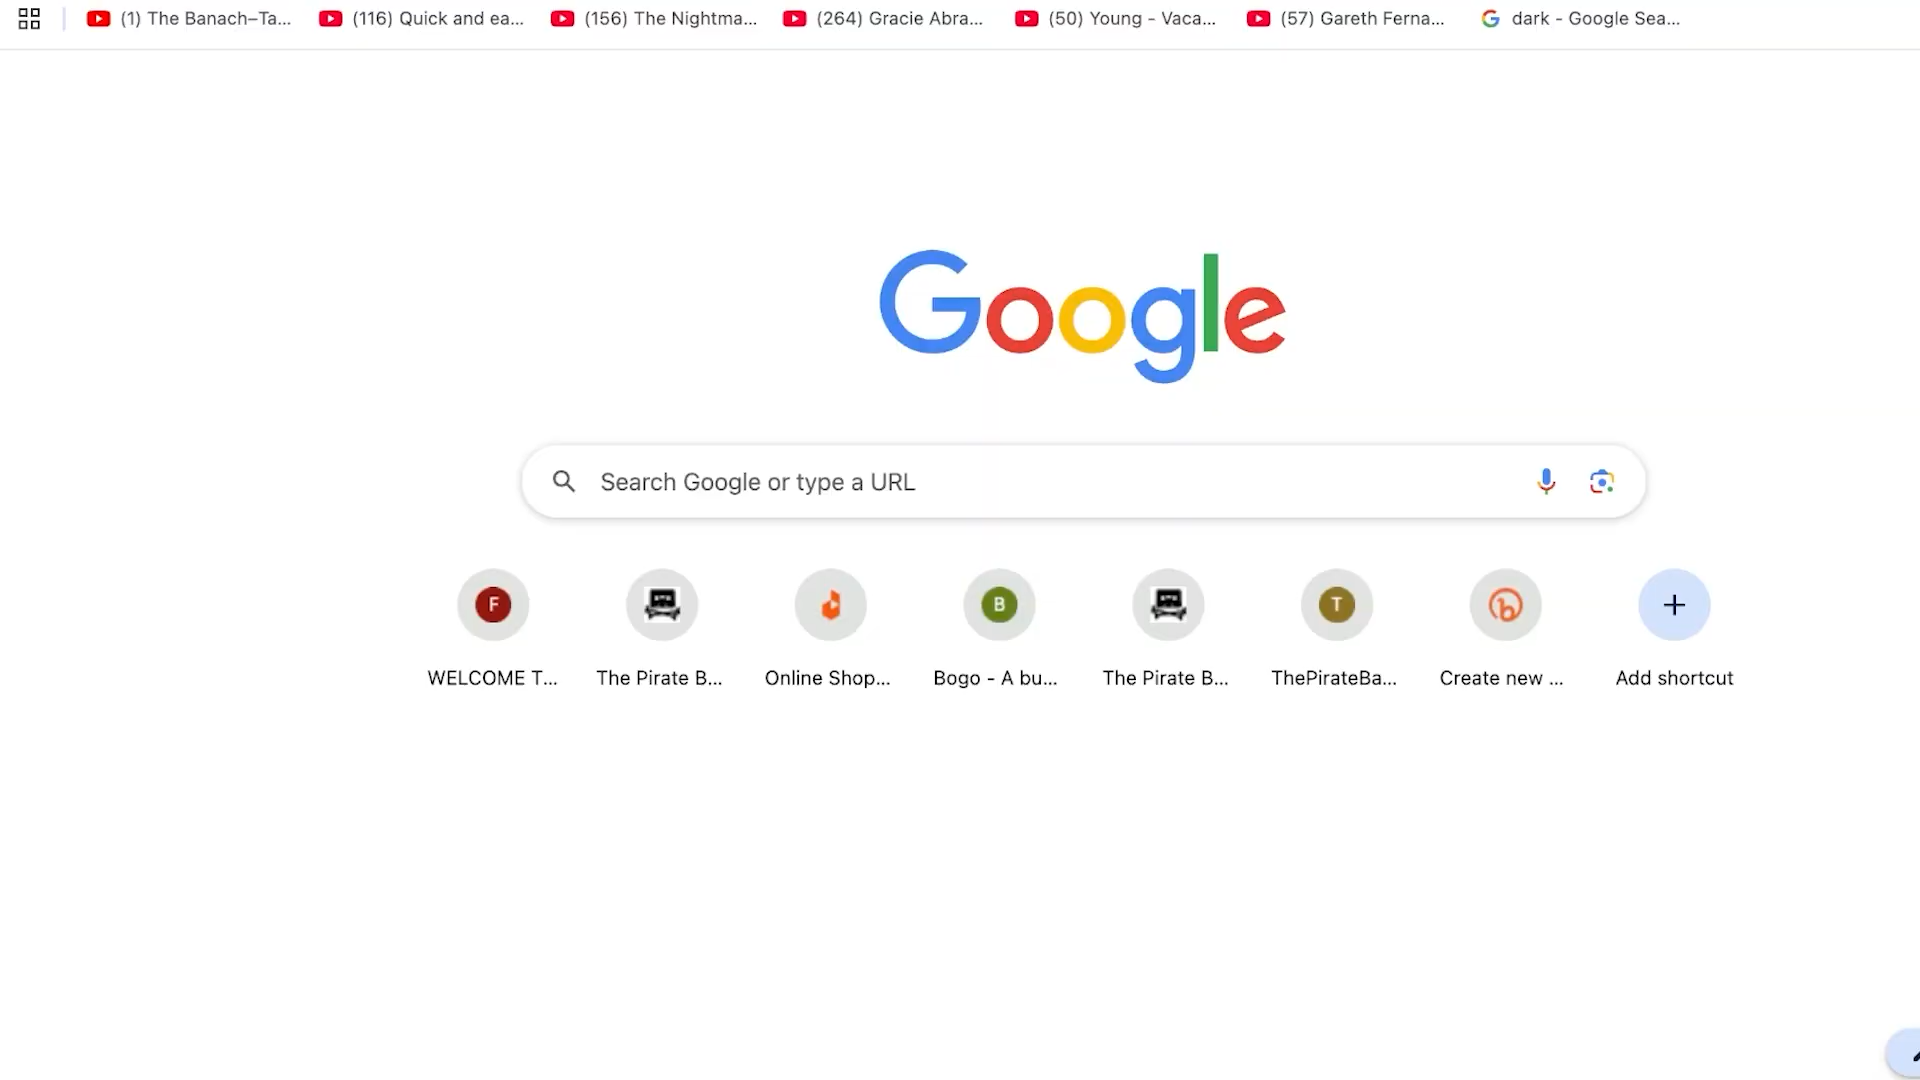 (1) The Banach–Ta... (116) Quick and ea... (156) The Nightma... (264) Gracie Abra... (50) Young - Vaca... (57) Gareth Ferna... dark - Google Sea...
Google
Search Google or type a URL
F B T b
WELCOME T... The Pirate B... Online Shop... Bogo - A bu... The Pirate B... ThePirateBa... Create new ... Add shortcut